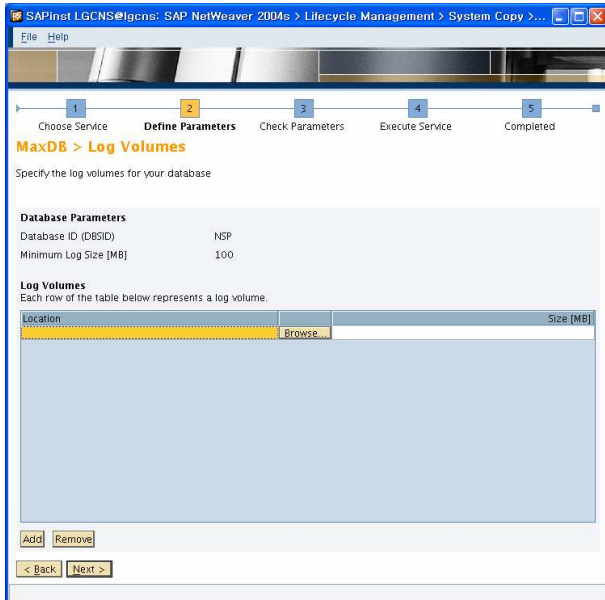 SAPinst LGCNS@lgcns: SAP NetWeaver 2004s > Lifecycle Management > System Copy >...
File Help
1 2 3 4 5
Choose Service Define Parameters Check Parameters Execute Service Completed
MaxDB > Log Volumes
Specify the log volumes for your database
Database Parameters
Database ID (DBSID) NSP
Minimum Log Size [MB] 100
Log Volumes
Each row of the table below represents a log volume.
Location Size [MB]
Browse...
Add Remove
< Back Next >